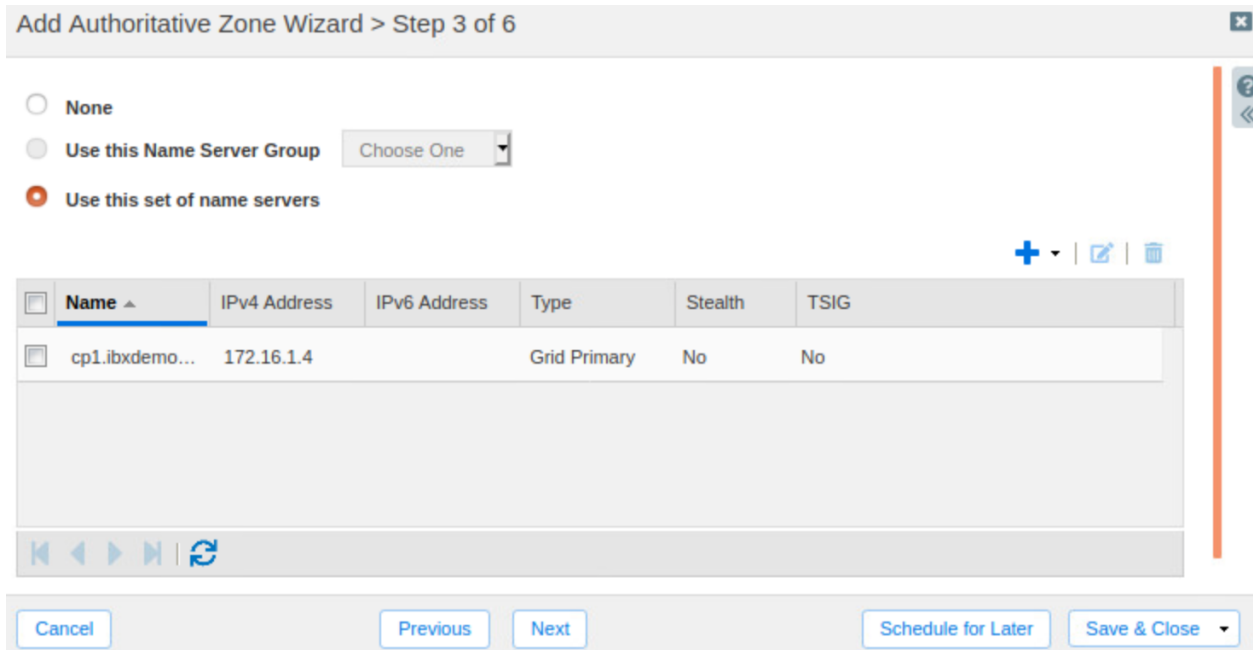 Add Authoritative Zone Wizard > Step 3 of 6
None
Use this Name Server Group Choose One
Use this set of name servers
Name IPv4 Address IPv6 Address Type Stealth TSIG
cp1.ibxdemo... 172.16.1.4 Grid Primary No No
Cancel Previous Next Schedule for Later Save & Close